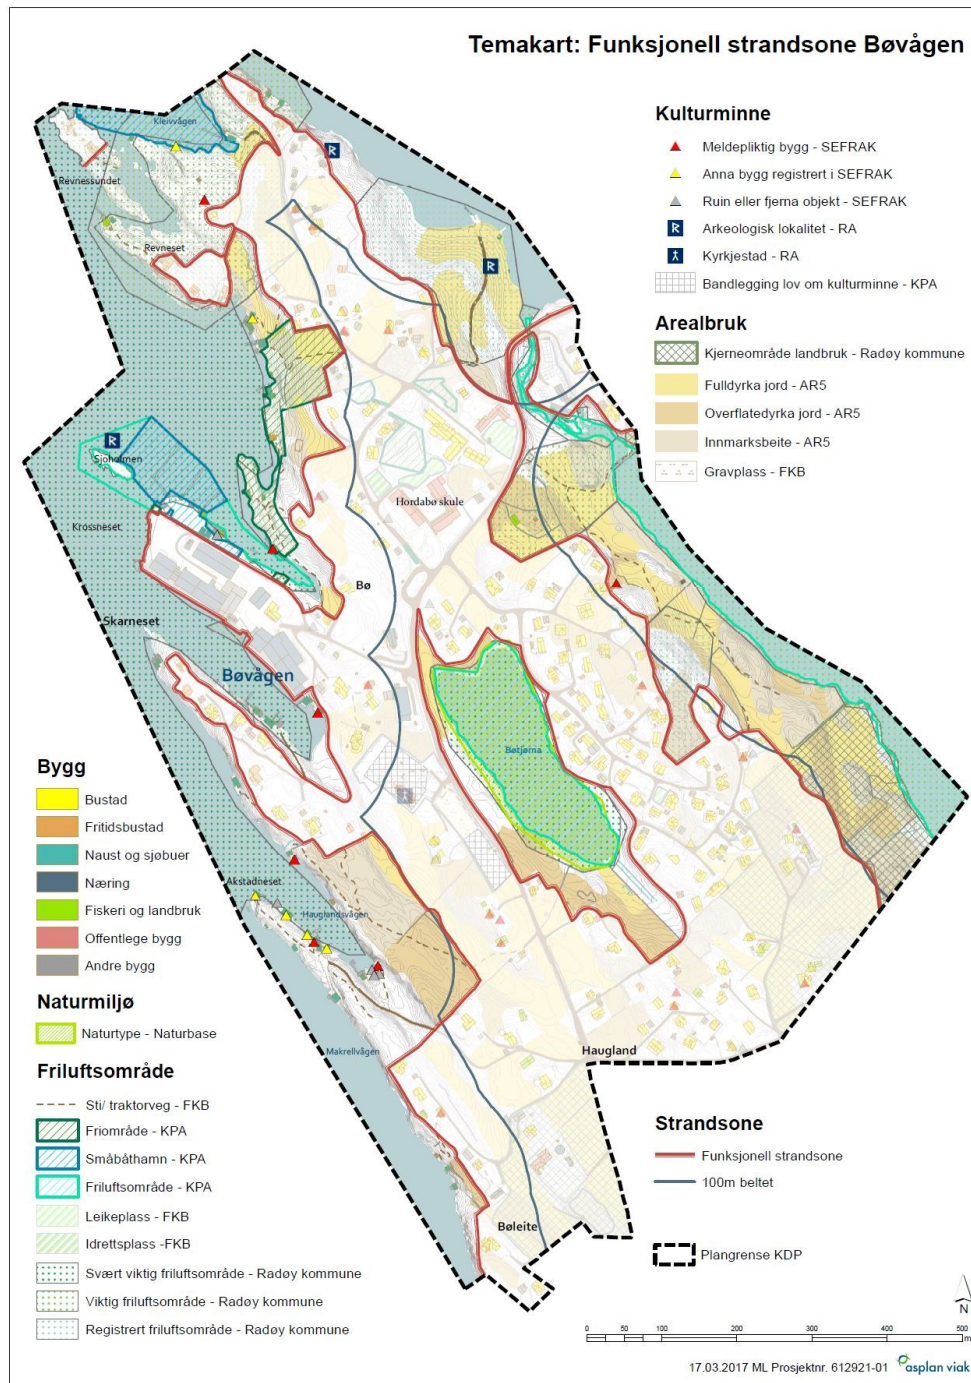 Temakart: Funksjonell strandsone Bøvågen
Kulturminne
Meldepliktig bygg - SEFRAK
Anna bygg registrert i SEFRAK
Ruin eller fjerna objekt - SEFRAK
Arkeologisk lokalitet - RA
Kyrkjestad - RA
Bandlegging lov om kulturminne - KPA
Arealbruk
Kjerneområde landbruk - Radøy kommune
Fulldyrka jord - AR5
Overflatedyrka jord - AR5
Innmarksbeite - AR5
Gravplass - FKB
Kleivvågen
Revnessundet
Revneset
Sjoholmen
Krossneset
Hordabø skule
Bø
Skarneset
Bøvågen
Bøtjørna
Akstadneset
Hauglandsvågen
Makrellvågen
Haugland
Bøleite
Bygg
Bustad
Fritidsbustad
Naust og sjøbuer
Næring
Fiskeri og landbruk
Offentlege bygg
Andre bygg
Naturmiljø
Naturtype - Naturbase
Friluftsområde
Sti/ traktorveg - FKB
Friområde - KPA
Småbåthamn - KPA
Friluftsområde - KPA
Leikeplass - FKB
Idrettsplass -FKB
Svært viktig friluftsområde - Radøy kommune
Viktig friluftsområde - Radøy kommune
Registrert friluftsområde - Radøy kommune
Strandsone
Funksjonell strandsone
100m beltet
Plangrense KDP
N
0 50 100 200 300 400 500
m
17.03.2017 ML Prosjektnr. 612921-01 asplan viak